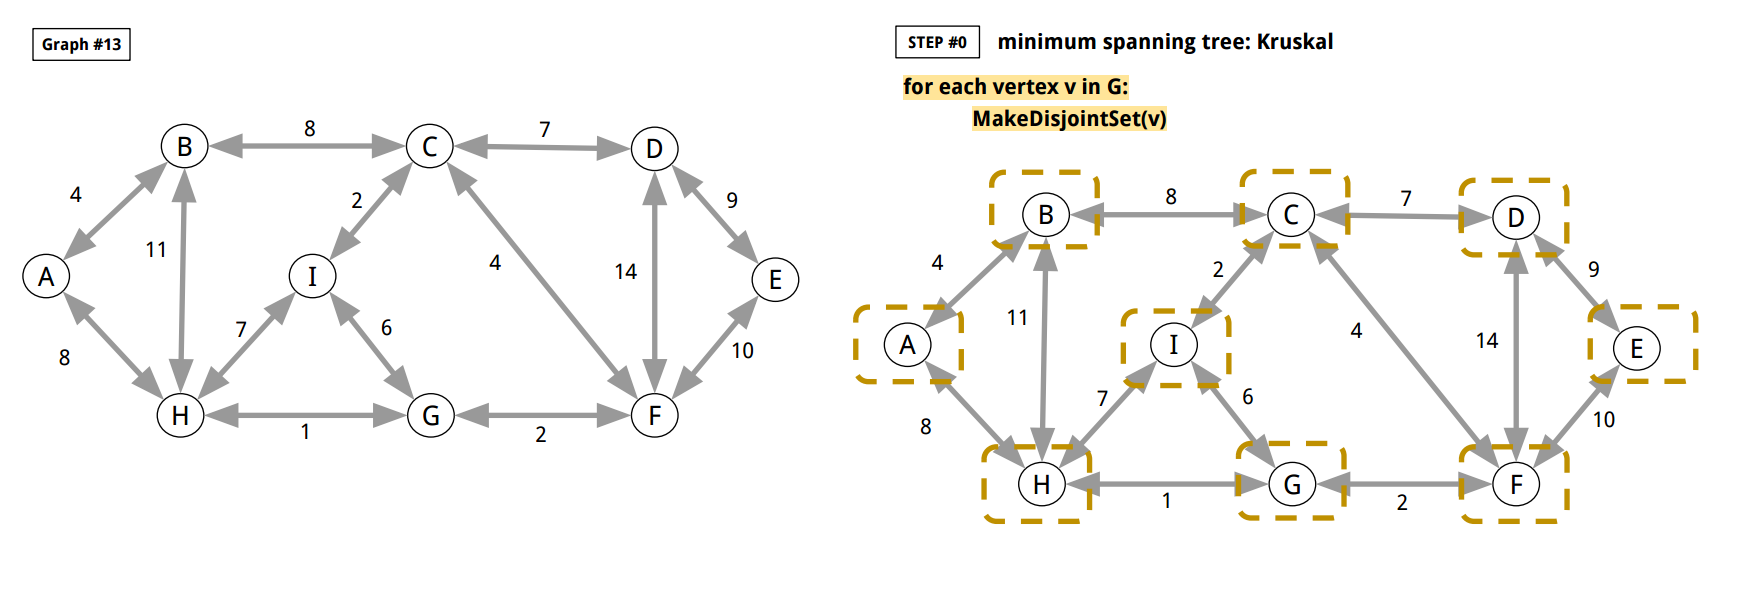 Graph #13
B
8
C
7
D
4
2
9
11
4
14
A
I
E
7
6
8
10
H
1
G
2
F
STEP #0
minimum spanning tree: Kruskal
for each vertex v in G:
MakeDisjointSet(v)
B
8
C
7
D
4
2
9
11
4
14
A
I
E
7
6
8
10
H
1
G
2
F